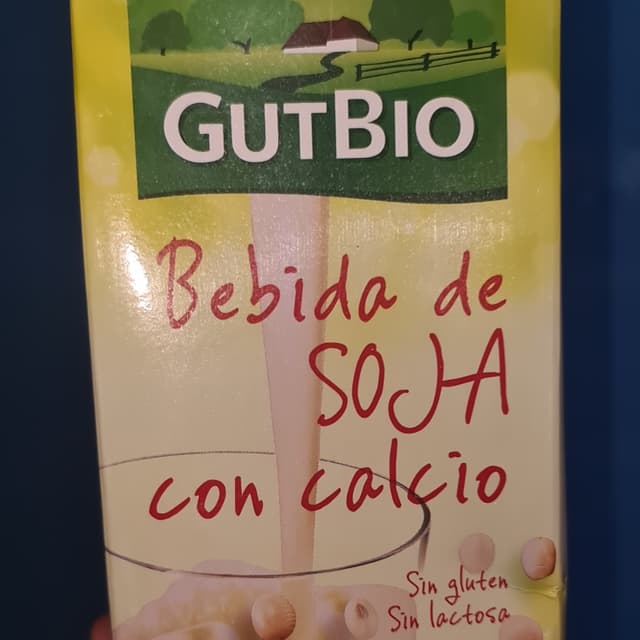 GUTBIO
Bebida de
SOJA
con calcio
Sin gluten
Sin lactosa